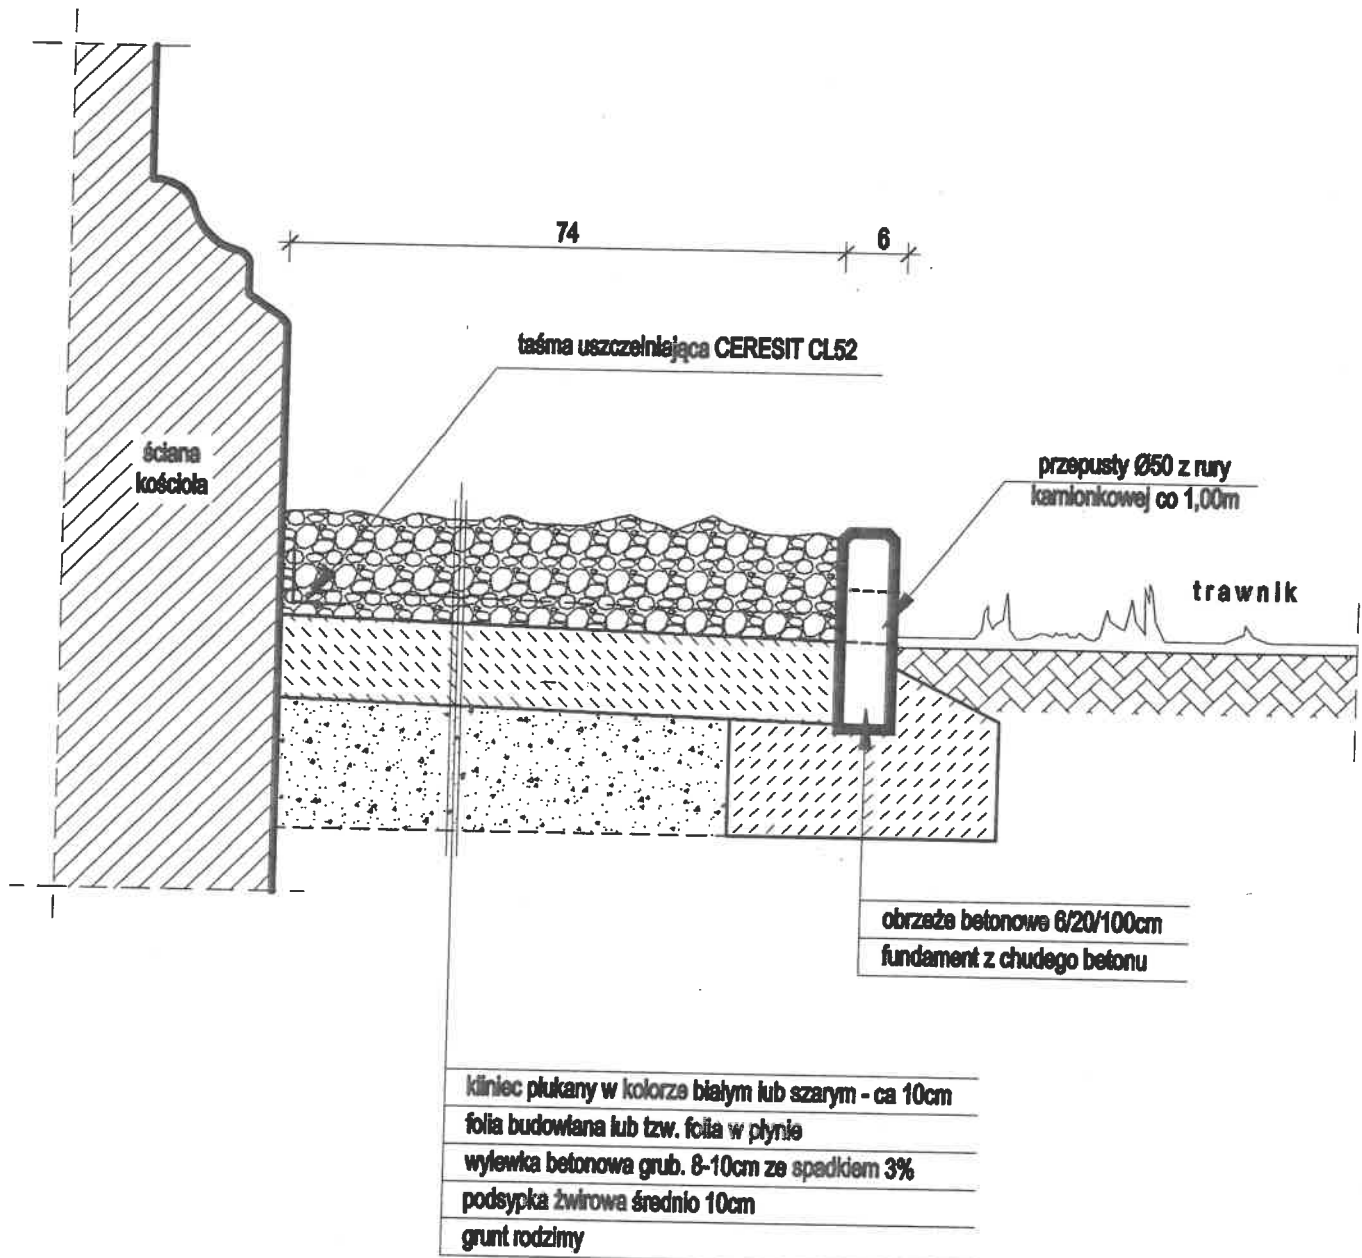 74
6
taśma uszczelniająca CERESIT CL52
ściana
kościoła
przepusty Ø50 z rury
kamionkowej co 1,00m
trawnik
obrzeże betonowe 6/20/100cm
fundament z chudego betonu
kliniec płukany w kolorze białym lub szarym - ca 10cm
folia budowlana lub tzw. folia w płynie
wylewka betonowa grub. 8-10cm ze spadkiem 3%
podsypka żwirowa średnio 10cm
grunt rodzimy